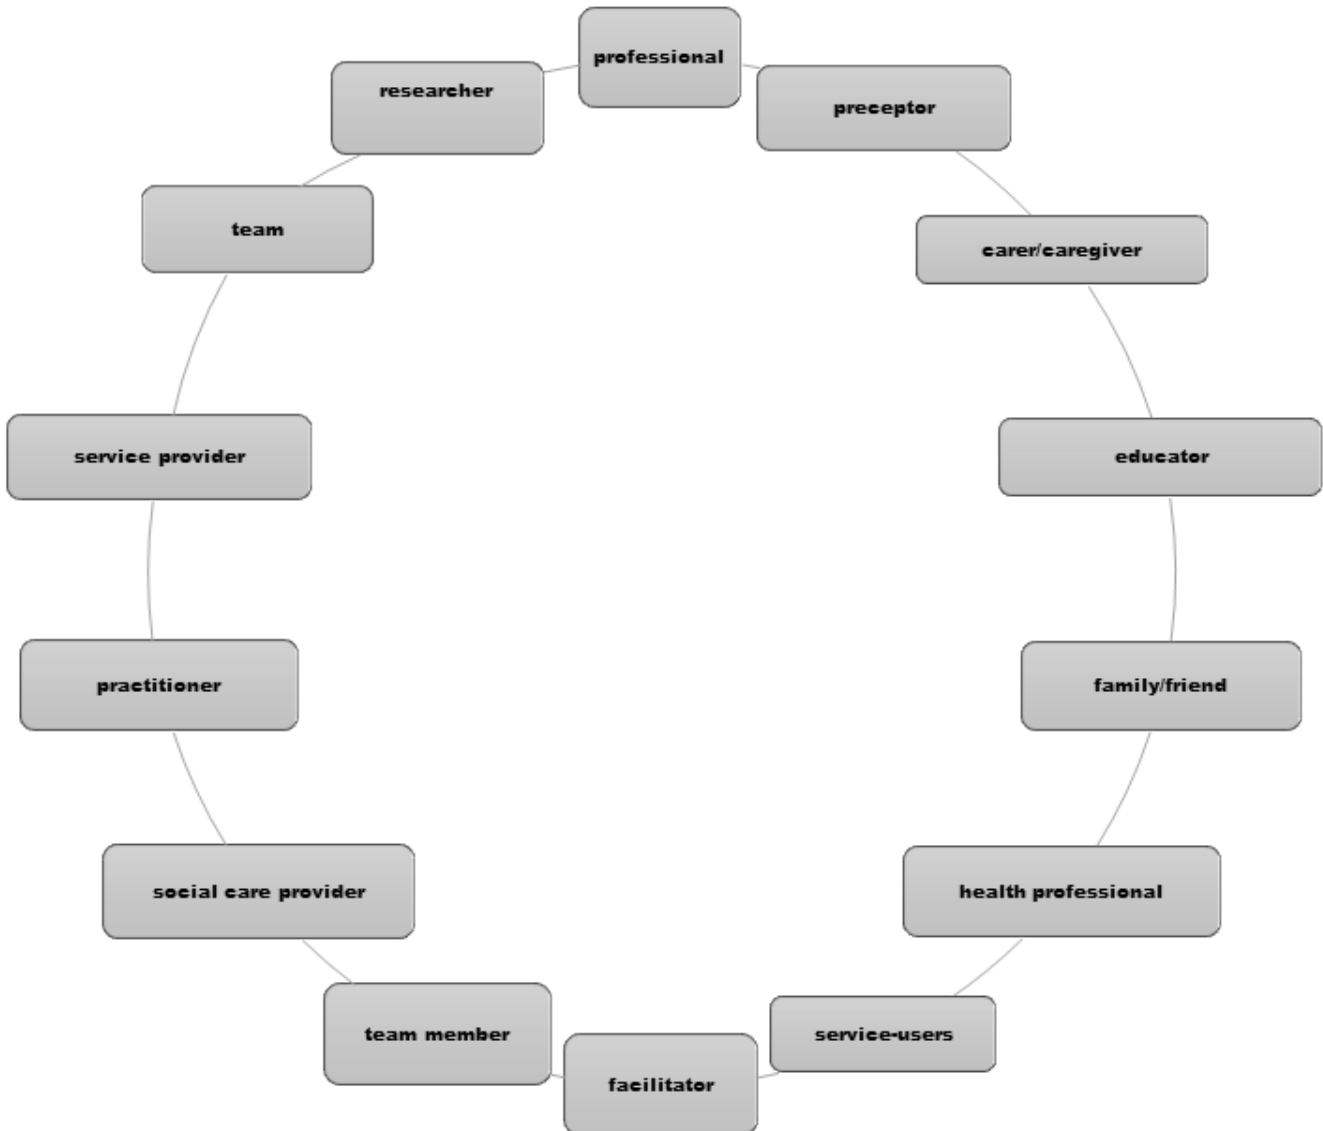 professional
preceptor
carer/caregiver
educator
family/friend
health professional
service-users
facilitator
team member
social care provider
practitioner
service provider
team
researcher